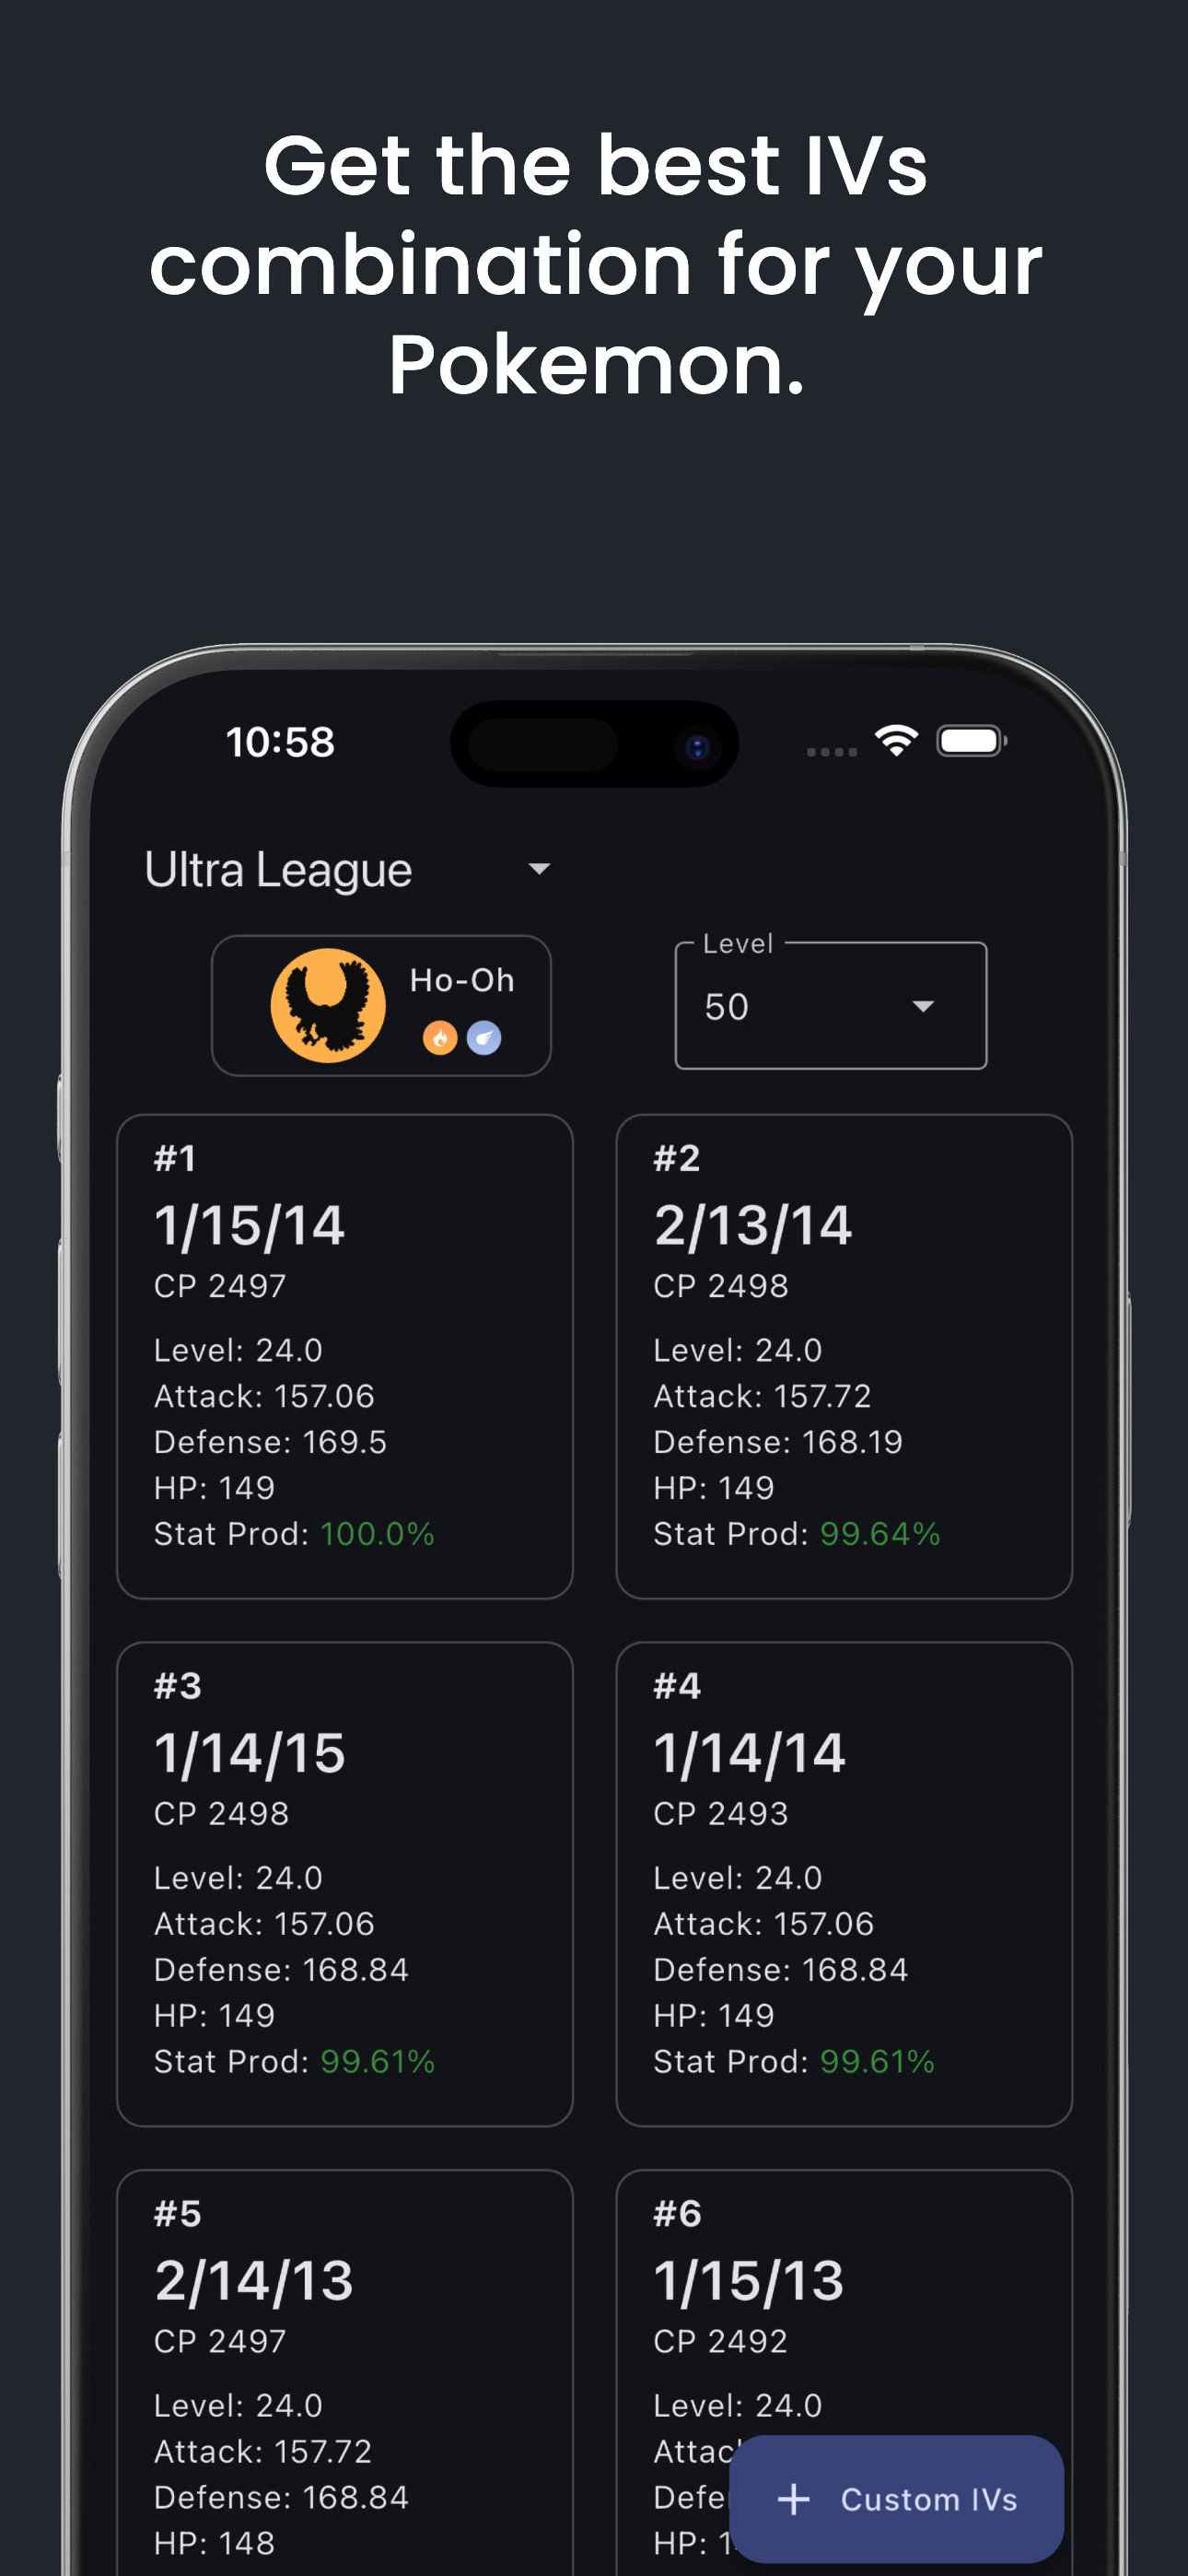 Get the best IVs
combination for your
Pokemon.
10:58
Ultra League
Ho-Oh
Level
50
#1
1/15/14
CP 2497
Level: 24.0
Attack: 157.06
Defense: 169.5
HP: 149
Stat Prod: 100.0%
#2
2/13/14
CP 2498
Level: 24.0
Attack: 157.72
Defense: 168.19
HP: 149
Stat Prod: 99.64%
#3
1/14/15
CP 2498
Level: 24.0
Attack: 157.06
Defense: 168.84
HP: 149
Stat Prod: 99.61%
#4
1/14/14
CP 2493
Level: 24.0
Attack: 157.06
Defense: 168.84
HP: 149
Stat Prod: 99.61%
#5
2/14/13
CP 2497
Level: 24.0
Attack: 157.72
Defense: 168.84
HP: 148
#6
1/15/13
CP 2492
Level: 24.0
HP:
+ Custom IVs